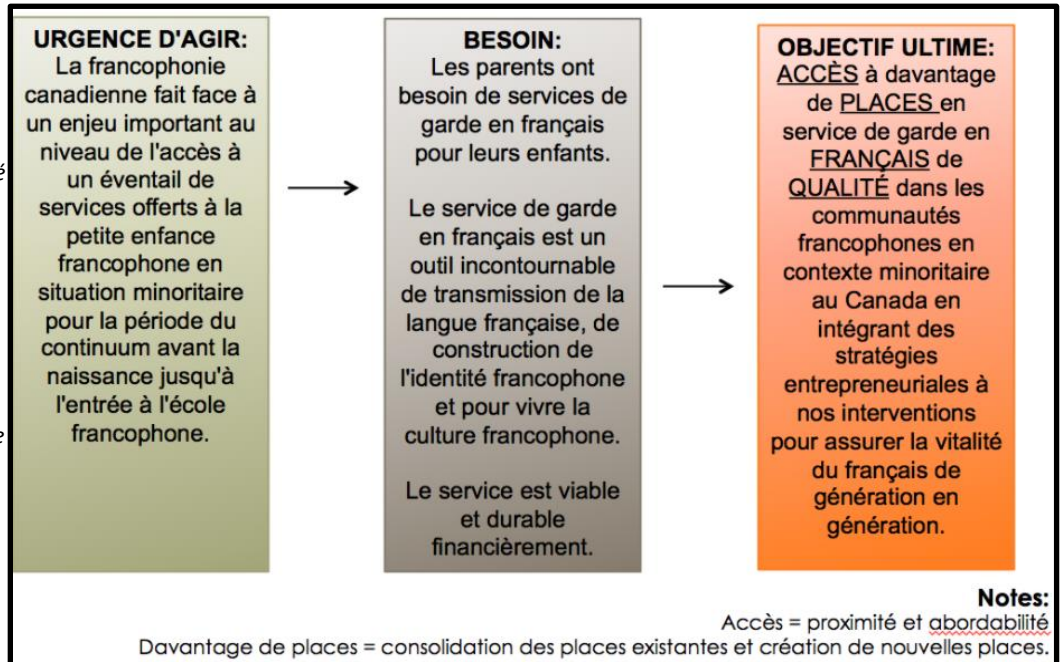 URGENCE D'AGIR:
La francophonie
canadienne fait face à
un enjeu important au
niveau de l'accès à
un éventail de
services offerts à la
petite enfance
francophone en
situation minoritaire
pour la période du
continuum avant la
naissance jusqu'à
l'entrée à l'école
francophone.
BESOIN:
Les parents ont
besoin de services de
garde en français
pour leurs enfants.
Le service de garde
en français est un
outil incontournable
de transmission de la
langue française, de
construction de
l'identité francophone
et pour vivre la
culture francophone.
Le service est viable
et durable
financièrement.
OBJECTIF ULTIME:
ACCÈS à davantage
de PLACES en
service de garde en
FRANÇAIS de
QUALITÉ dans les
communautés
francophones en
contexte minoritaire
au Canada en
intégrant des
stratégies
entrepreneuriales à
nos interventions
pour assurer la vitalité
du français de
génération en
génération.
Notes:
Accès = proximité et abordabilité
Davantage de places = consolidation des places existantes et création de nouvelles places.